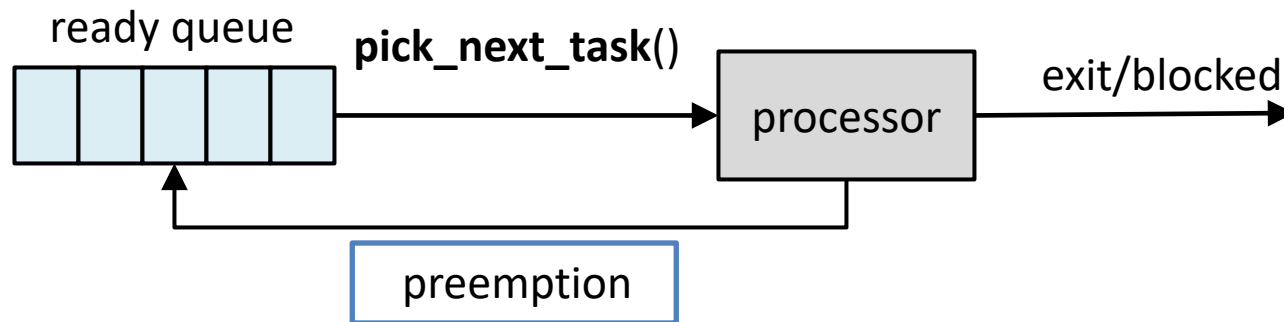 ready queue
pick_next_task()
processor
exit/blocked
preemption